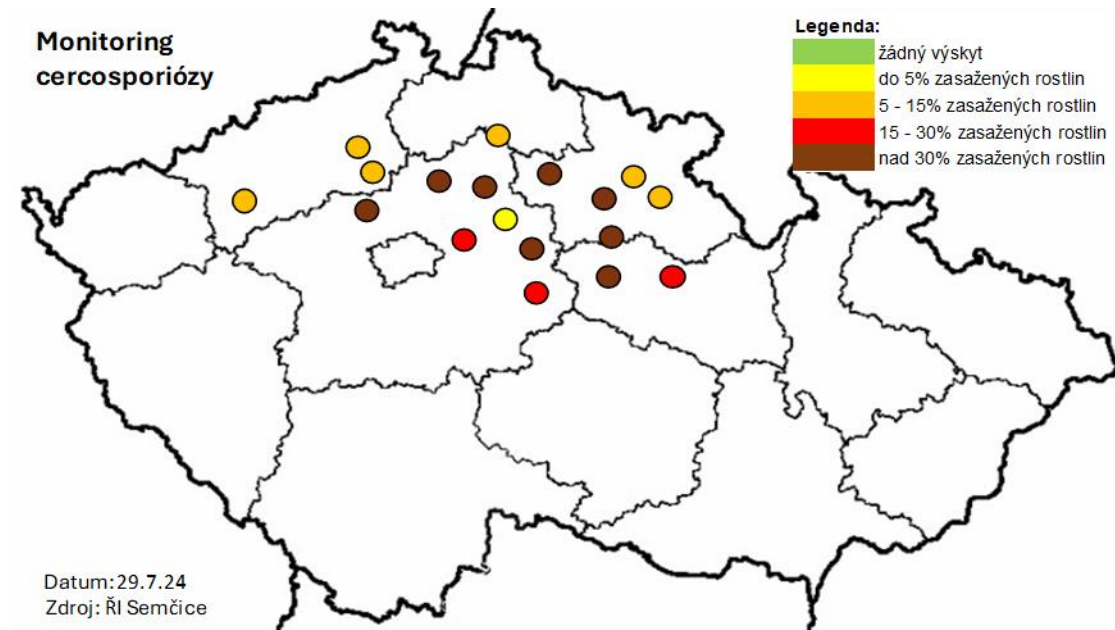 Monitoring
cercosporiózy
Legenda:
žádný výskyt
do 5% zasažených rostlin
5 - 15% zasažených rostlin
15 - 30% zasažených rostlin
nad 30% zasažených rostlin
Datum:29.7.24
Zdroj: ŘI Semčice